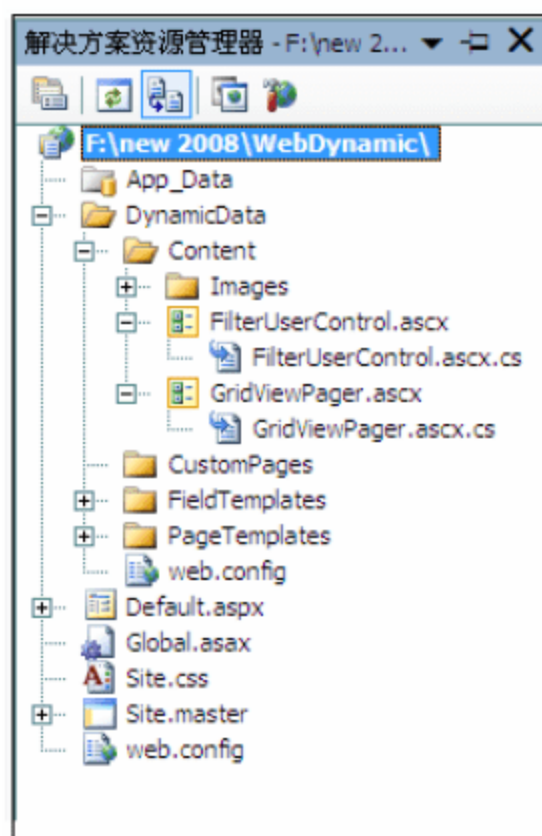 解决方案资源管理器 - F:\new 2...
F:\new 2008\WebDynamic\
App_Data
DynamicData
Content
Images
FilterUserControl.ascx
FilterUserControl.ascx.cs
GridViewPager.ascx
GridViewPager.ascx.cs
CustomPages
FieldTemplates
PageTemplates
web.config
Default.aspx
Global.asax
Site.css
Site.master
web.config